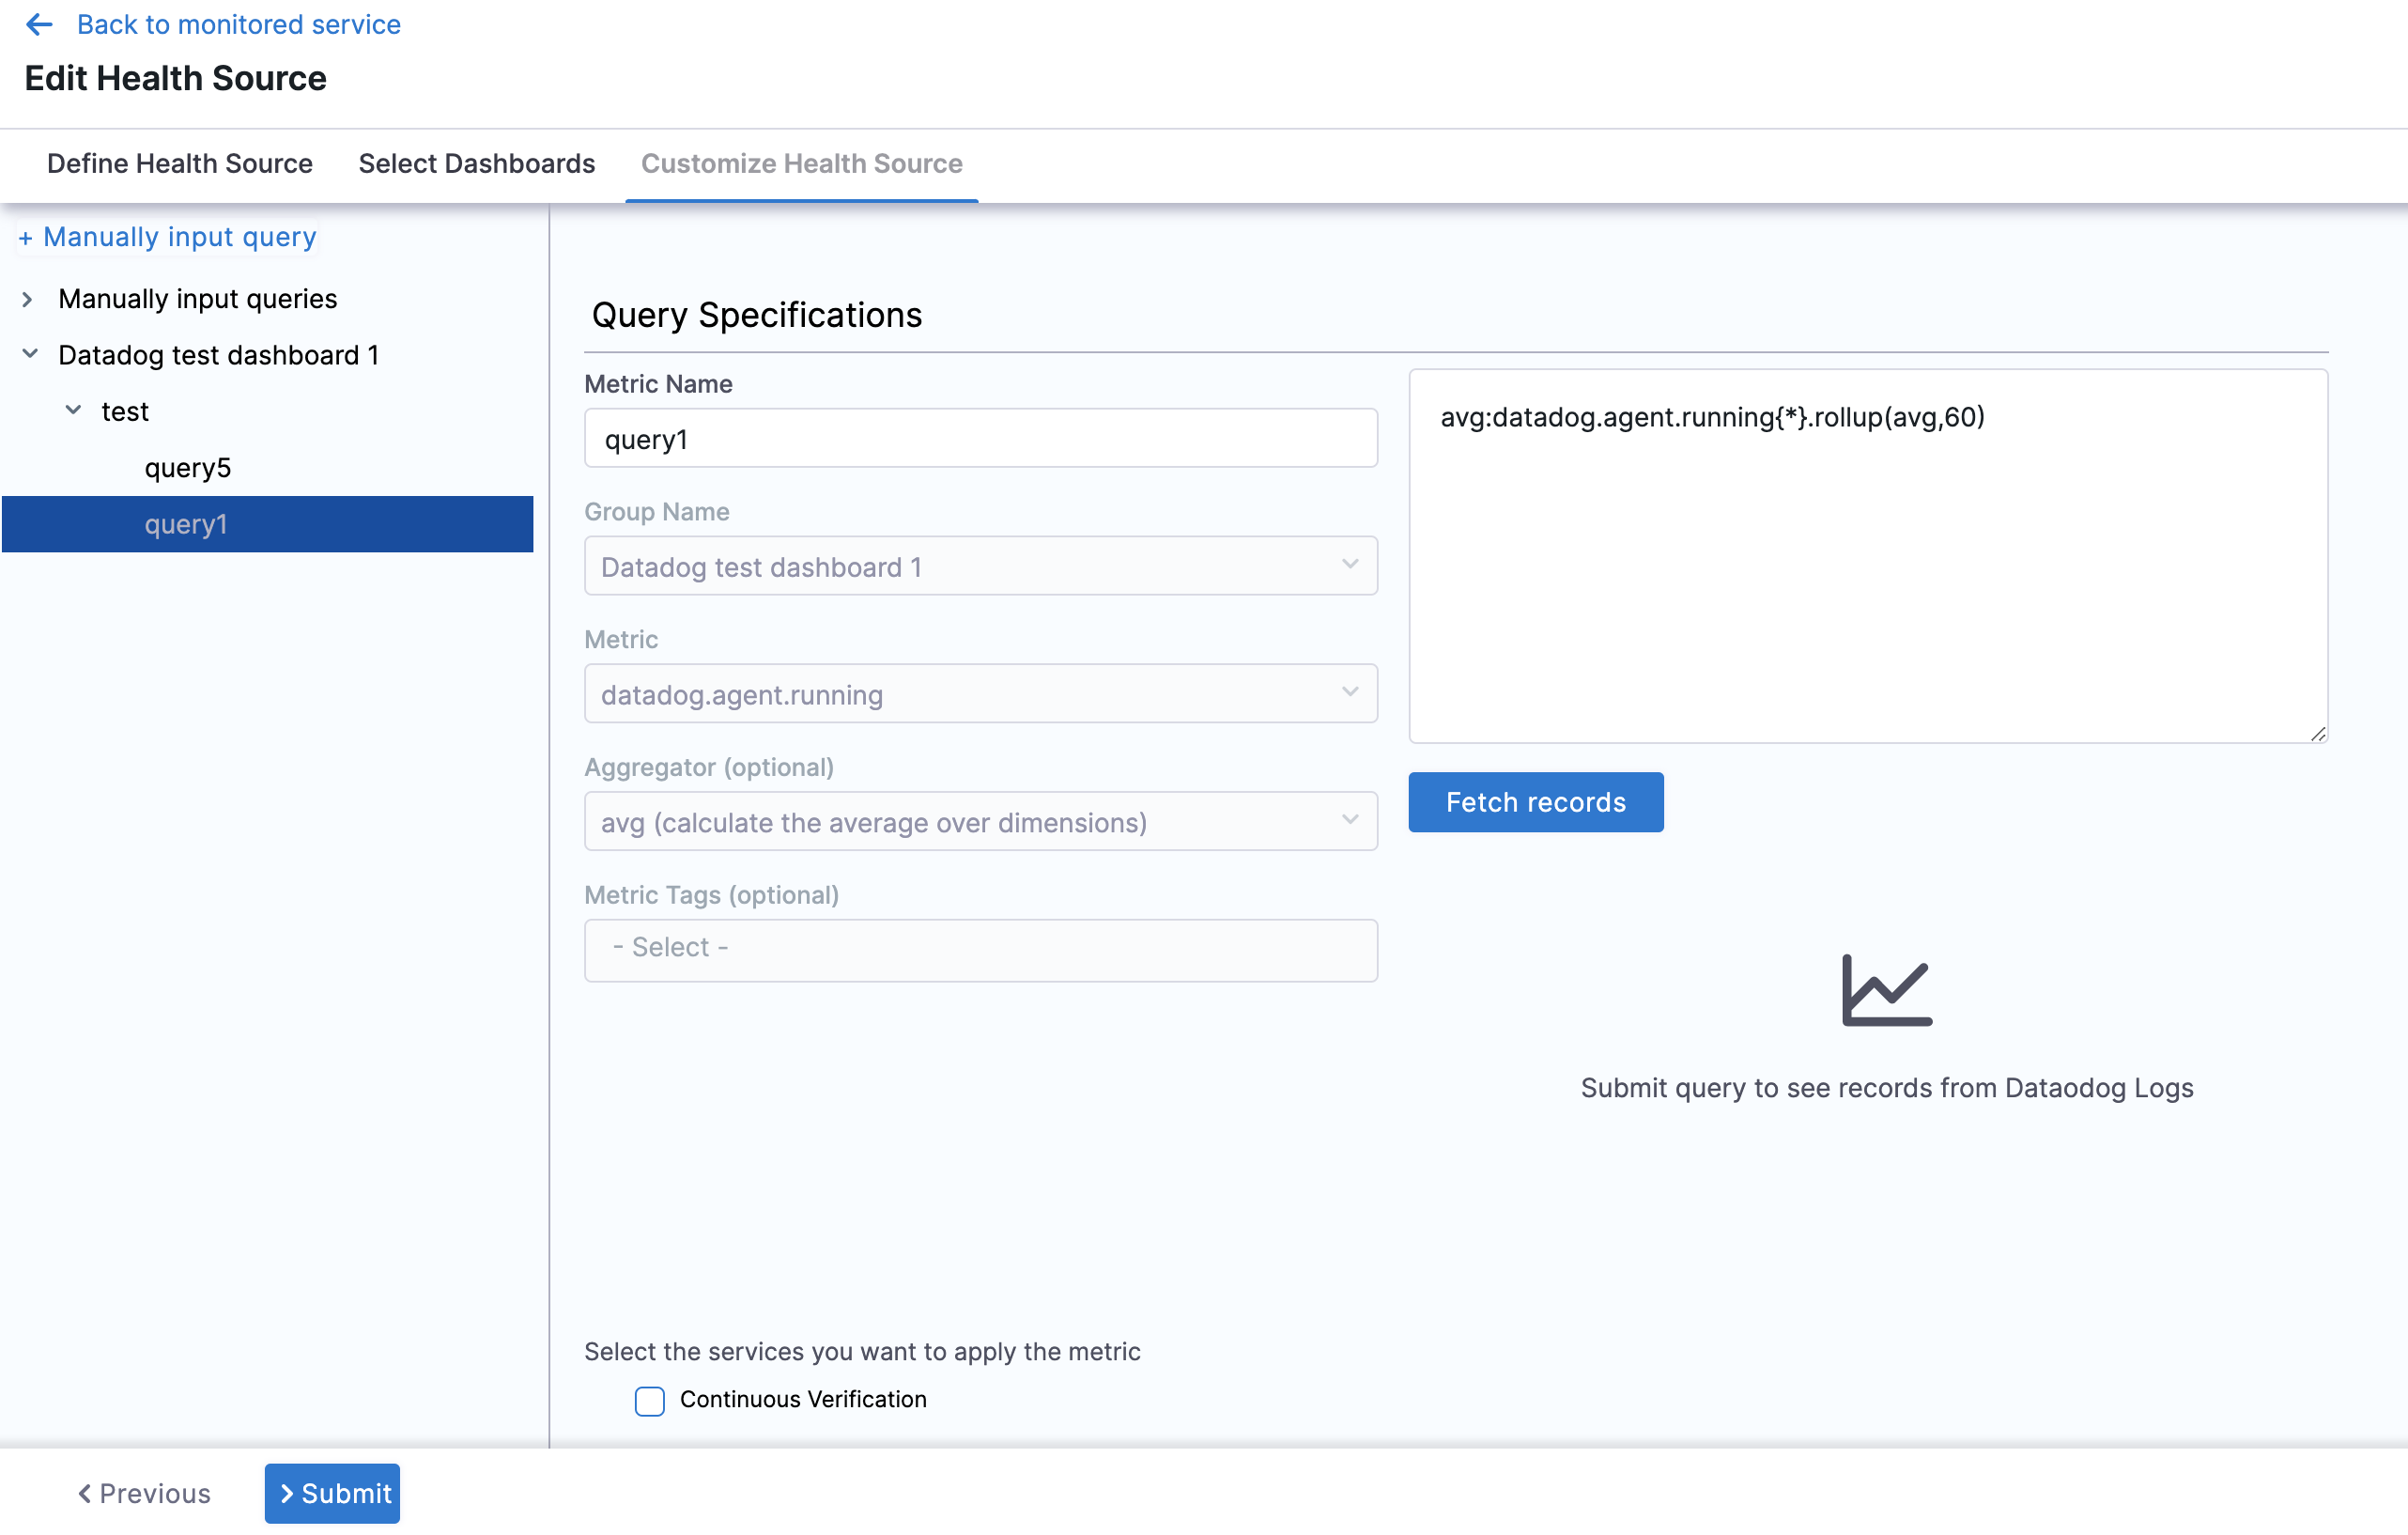 Back to monitored service
Edit Health Source
Define Health Source Select Dashboards Customize Health Source
+ Manually input query
Manually input queries
Datadog test dashboard 1
test
query5
query1
Query Specifications
Metric Name
query1
Group Name
Datadog test dashboard 1
Metric
datadog.agent.running
Aggregator (optional)
avg (calculate the average over dimensions)
Metric Tags (optional)
- Select -
avg:datadog.agent.running{*}.rollup(avg,60)
Fetch records
Submit query to see records from Dataodog Logs
Select the services you want to apply the metric
Continuous Verification
Previous Submit